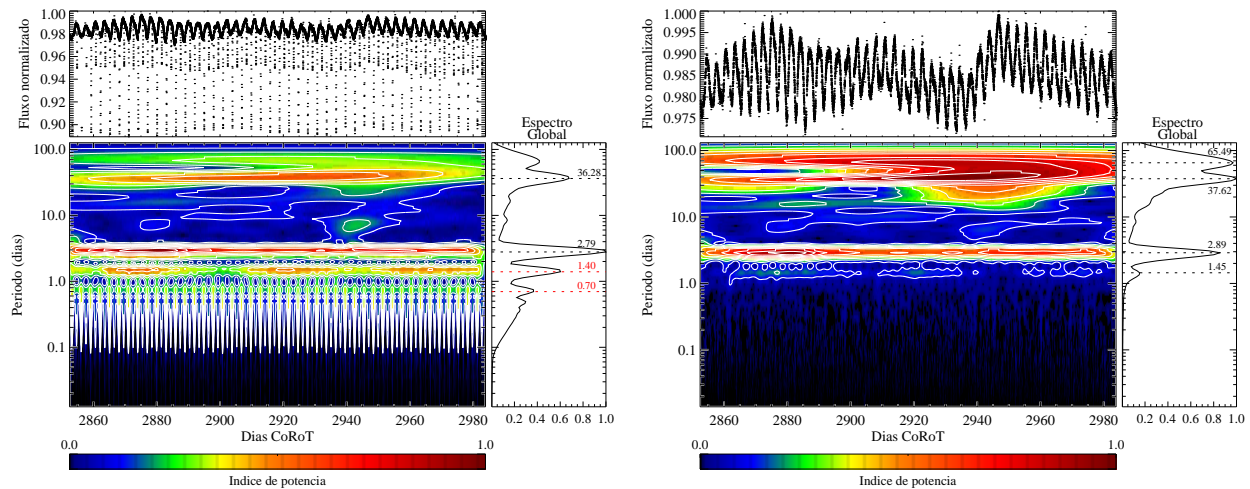 Fluxo normalizado
1.00
0.98
0.96
0.94
0.92
0.90
Espectro
Global
Periodo (dias)
100.0
10.0
1.0
0.1
36.28
2.79
1.40
0.70
2860 2880 2900 2920 2940 2960 2980
0.2 0.4 0.6 0.8 1.0
Dias CoRoT
0.0 1.0
Indice de potencia
Fluxo normalizado
1.000
0.995
0.990
0.985
0.980
0.975
Espectro
Global
Periodo (dias)
100.0
10.0
1.0
0.1
65.49
37.62
2.89
1.45
2860 2880 2900 2920 2940 2960 2980
0.2 0.4 0.6 0.8 1.0
Dias CoRoT
0.0 1.0
Indice de potencia